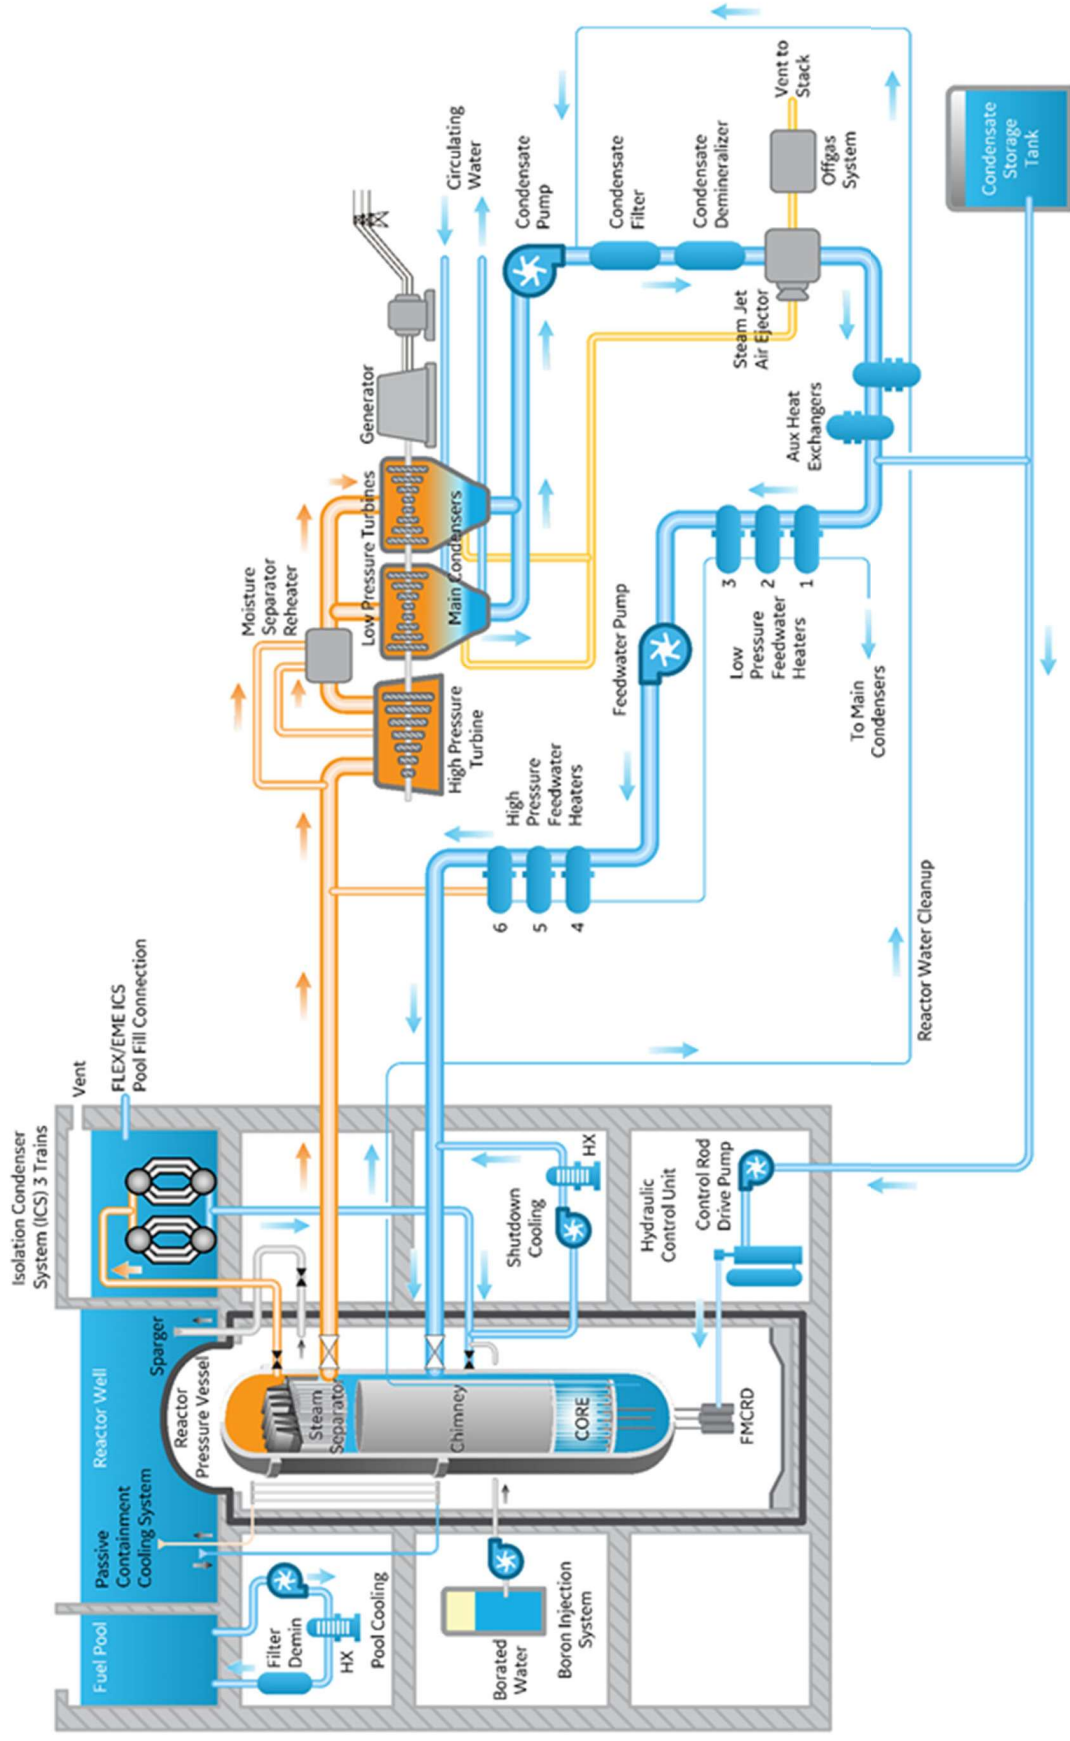 Isolation Condenser
System (ICS) 3 Trains
Vent
FLEX/EME ICS
Pool Fill Connection
Fuel Pool
Passive
Containment
Cooling System
Reactor Well
Sparger
Reactor
Pressure Vessel
Filter
Demin
HX
Pool Cooling
Steam
Separator
Chimney
CORE
FMCRD
Borated
Water
Boron Injection
System
Shutdown
Cooling
HX
Hydraulic
Control Unit
Control Rod
Drive Pump
Moisture
Separator
Reheater
High Pressure
Turbine
Low Pressure Turbines
Main Condensers
Generator
Circulating
Water
Condensate
Pump
Condensate
Filter
Condensate
Demineralizer
Steam Jet
Air Ejector
Offgas
System
Vent to
Stack
Aux Heat
Exchangers
3
2
1
Low
Pressure
Feedwater
Heaters
To Main
Condensers
Feedwater Pump
High
Pressure
Feedwater
Heaters
6
5
4
Reactor Water Cleanup
Condensate
Storage
Tank